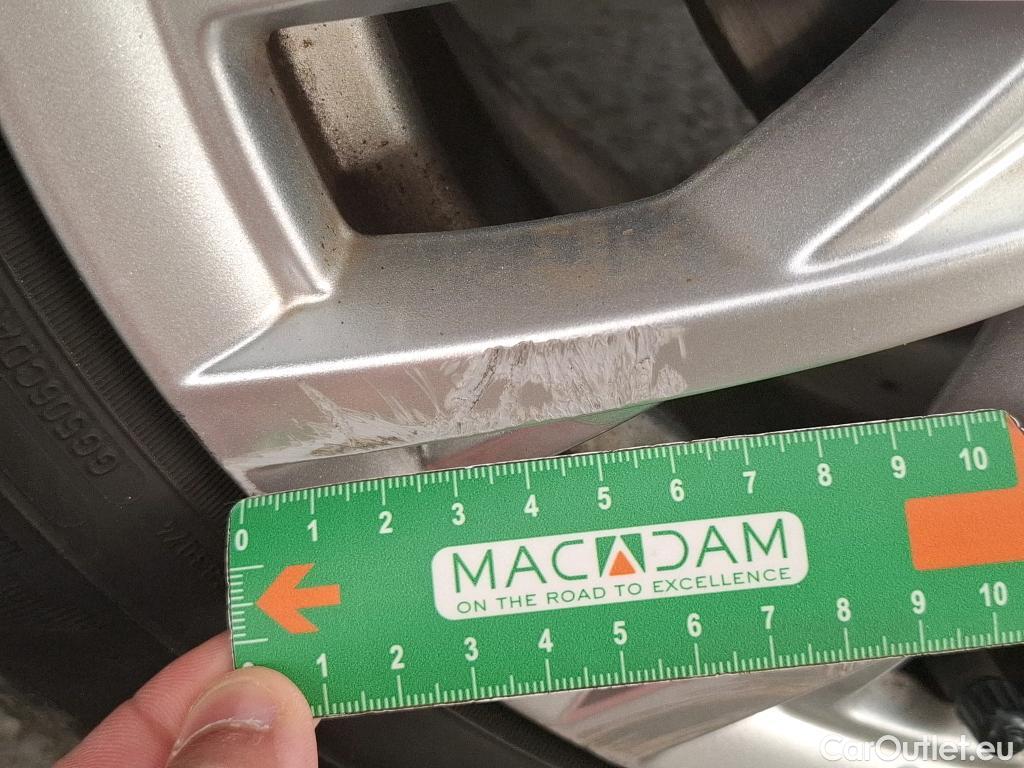 0 1 2 3 4 5 6 7 8 9 10
MACADAM
ON THE ROAD TO EXCELLENCE
1 2 3 4 5 6 7 8 9 10
CarOutlet.eu